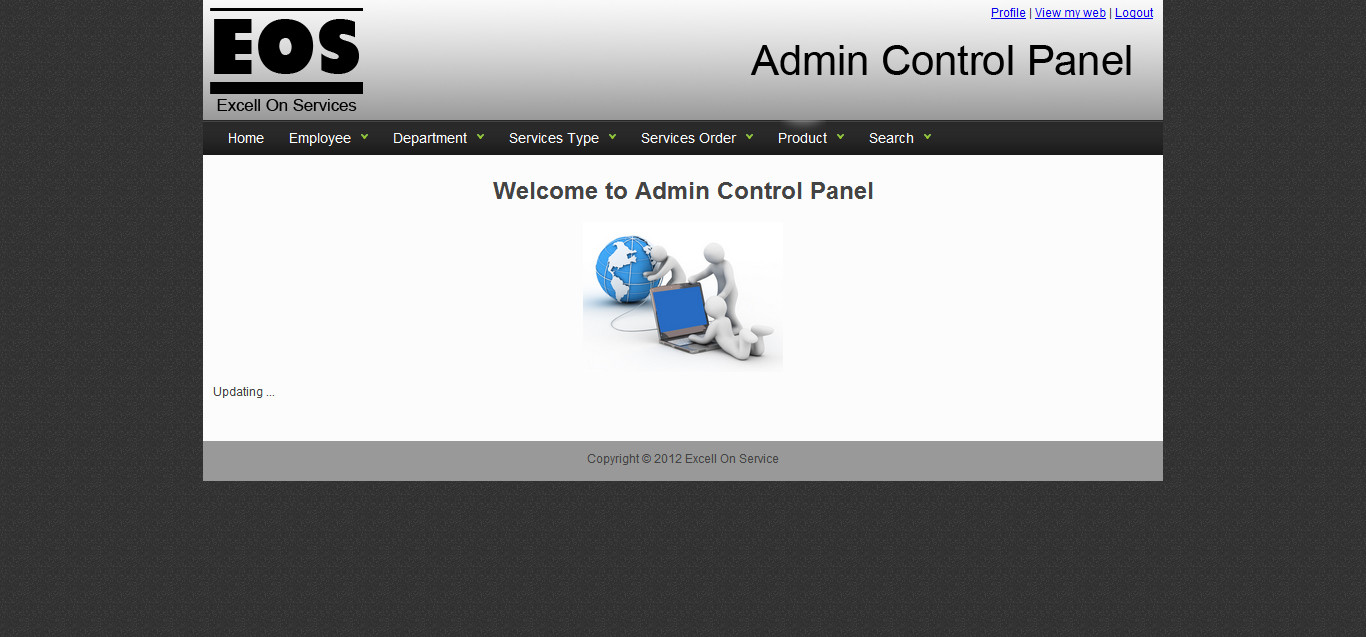 EOS
Excell On Services
Profile | View my web | Logout
Admin Control Panel
Home Employee Department Services Type Services Order Product Search
Welcome to Admin Control Panel
Updating ...
Copyright © 2012 Excell On Service